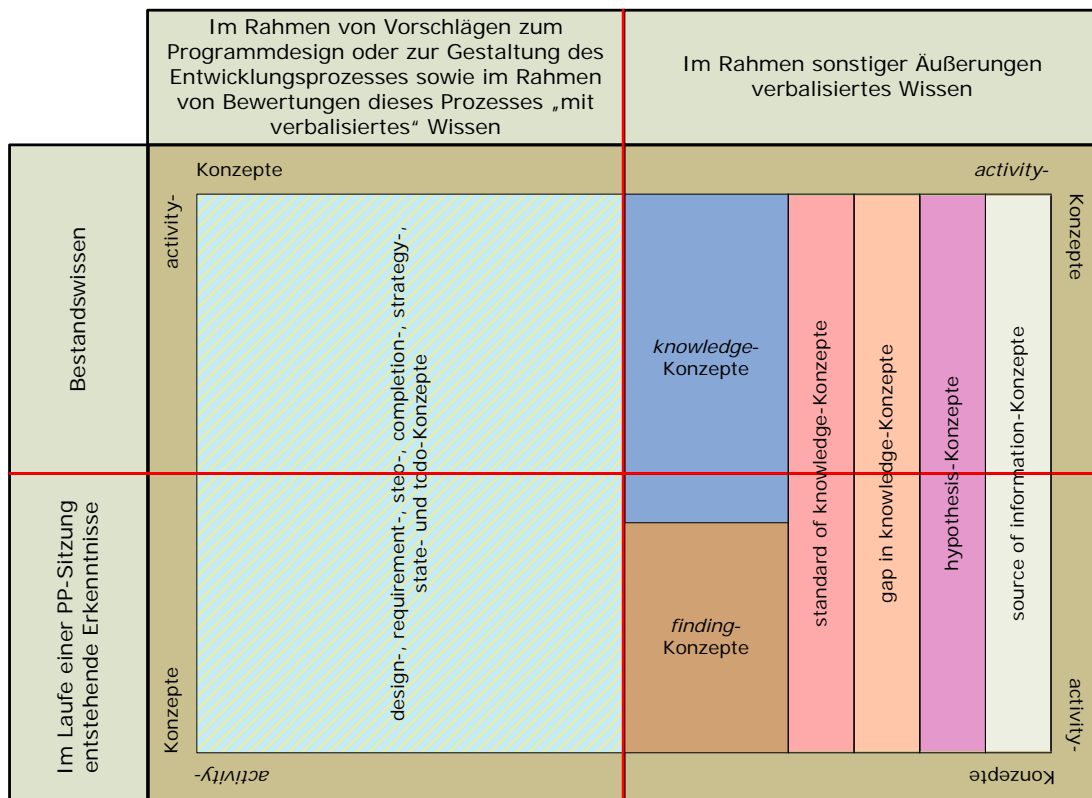 Im Rahmen von Vorschlägen zum
Programmdesign oder zur Gestaltung des
Entwicklungsprozesses sowie im Rahmen
von Bewertungen dieses Prozesses „mit
verbalisiertes“ Wissen
Im Rahmen sonstiger Äußerungen
verbalisiertes Wissen
Bestandswissen
Im Laufe einer PP-Sitzung
entstehende Erkenntnisse
Konzepte
activity-
activity-
Konzepte
design-, requirement-, step-, completion-, strategy-,
state- und todo-Konzepte
knowledge-
Konzepte
finding-
Konzepte
standard of knowledge-Konzepte
gap in knowledge-Konzepte
hypothesis-Konzepte
source of information-Konzepte
Konzepte
activity-
activity-
Konzepte